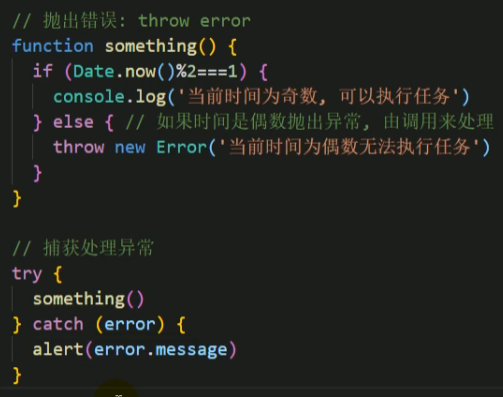 // 抛出错误: throw error
function something() {
  if (Date.now()%2===1) {
    console.log('当前时间为奇数, 可以执行任务')
  } else { // 如果时间是偶数抛出异常, 由调用来处理
    throw new Error('当前时间为偶数无法执行任务')
  }
}

// 捕获处理异常
try {
  something()
} catch (error) {
  alert(error.message)
}